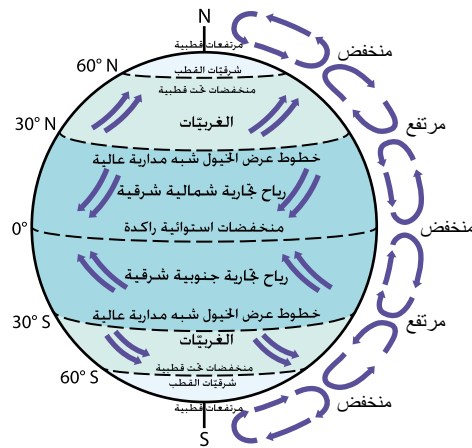 N
مرتفعات قطبية
منخفض
60° N
شرقيّات القطب
منخفضات تحت قطبية
30° N
الغربيّات
مرتفع
خطوط عرض الخيول شبه مدارية عالية
رياح تجارية شمالية شرقية
0°
منخفضات استوائية راكدة
منخفض
رياح تجارية جنوبية شرقية
خطوط عرض الخيول شبه مدارية عالية
30° S
مرتفع
الغربيّات
منخفضات تحت قطبية
60° S
شرقيّات القطب
منخفض
مرتفعات قطبية
S